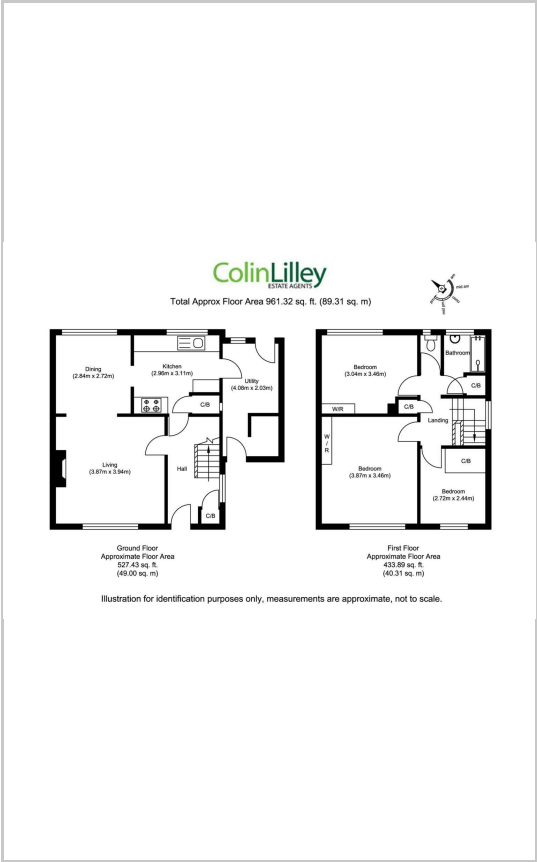 ColinLilley
ESTATE AGENTS
Total Approx Floor Area 961.32 sq. ft. (89.31 sq. m)
Dining
(2.84m x 2.72m)
Kitchen
(2.96m x 3.11m)
Utility
(4.08m x 2.03m)
C/B
Living
(3.87m x 3.94m)
Hall
C/B
Bedroom
(3.04m x 3.46m)
Bathroom
C/B
W/R
C/B
Landing
W / R
Bedroom
(3.87m x 3.46m)
C/B
Bedroom
(2.72m x 2.44m)
Ground Floor
Approximate Floor Area
527.43 sq. ft.
(49.00 sq. m)
First Floor
Approximate Floor Area
433.89 sq. ft.
(40.31 sq. m)
Illustration for identification purposes only, measurements are approximate, not to scale.